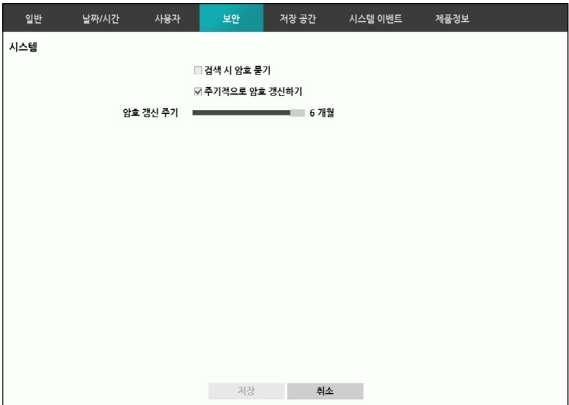 일반 날짜/시간 사용자 보안 저장 공간 시스템 이벤트 제품정보
시스템
검색 시 암호 묻기
주기적으로 암호 갱신하기
암호 갱신 주기 6 개월
저장 취소